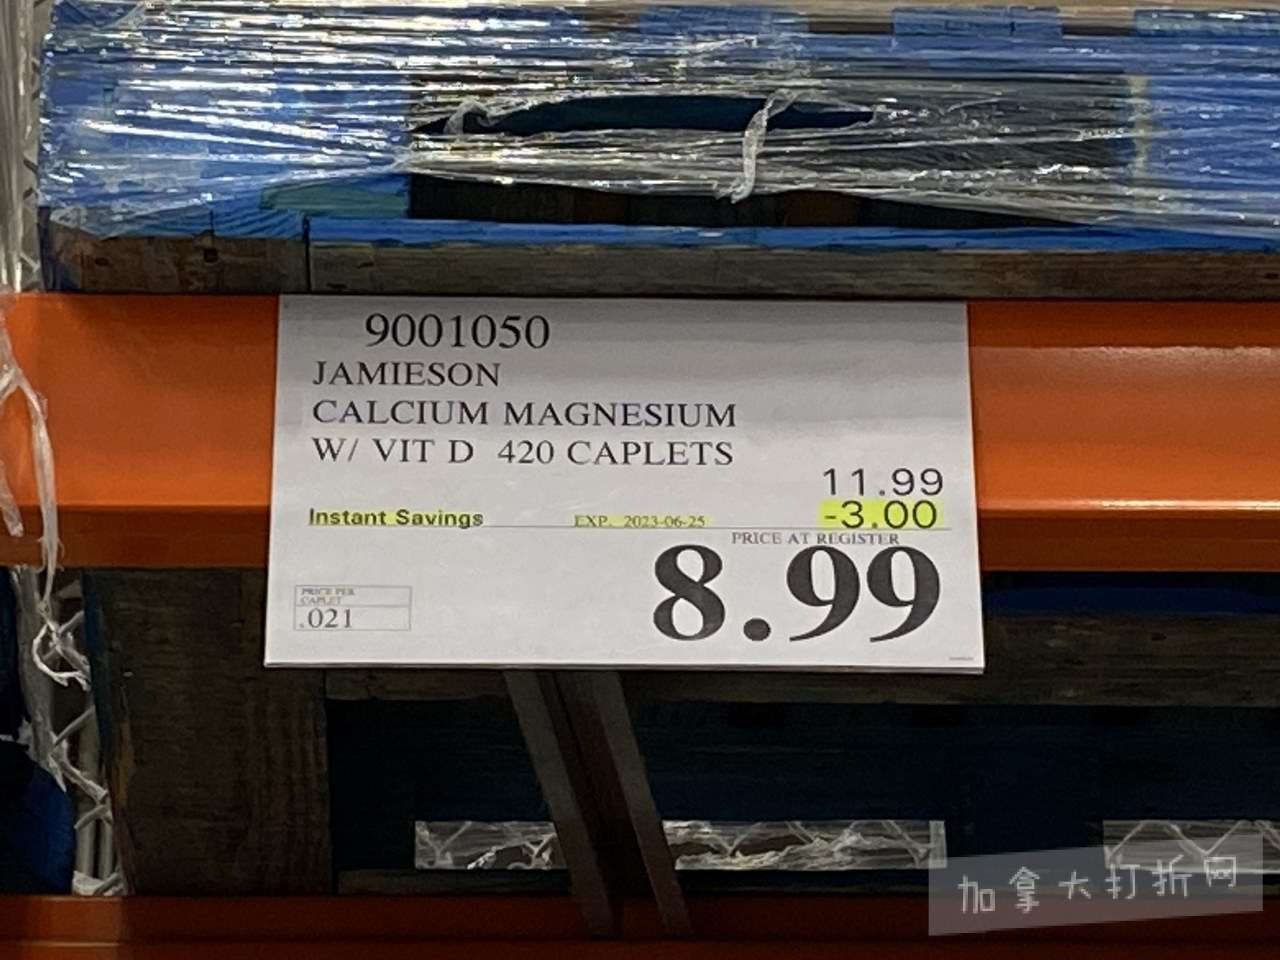 9001050
JAMIESON
CALCIUM MAGNESIUM
W/ VIT D 420 CAPLETS
11.99
Instant Savings EXP. 2023-06-25 -3.00
PRICE AT REGISTER
8.99
PRICE PER
CAPLET
.021
加拿大打折网